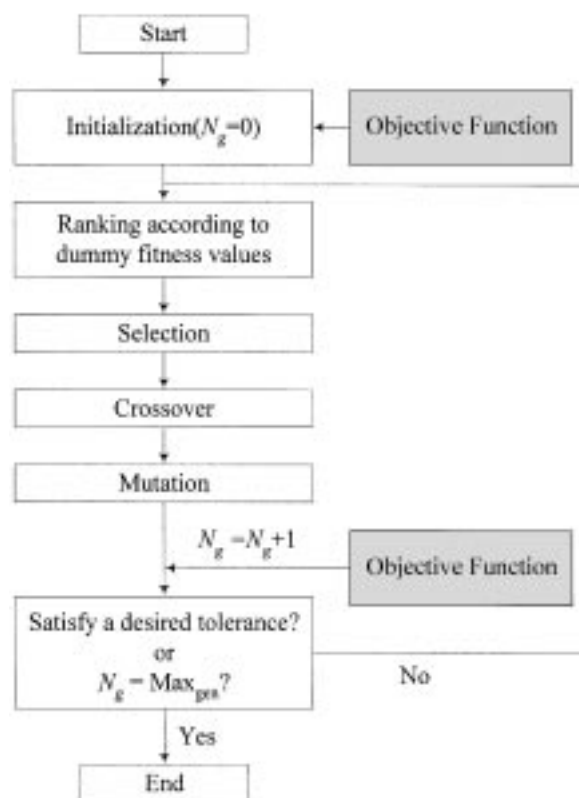 Start
Initialization(N_g=0)
Objective Function
Ranking according to
dummy fitness values
Selection
Crossover
Mutation
N_g =N_g+1
Objective Function
Satisfy a desired tolerance?
or
N_g = Max_gen?
No
Yes
End